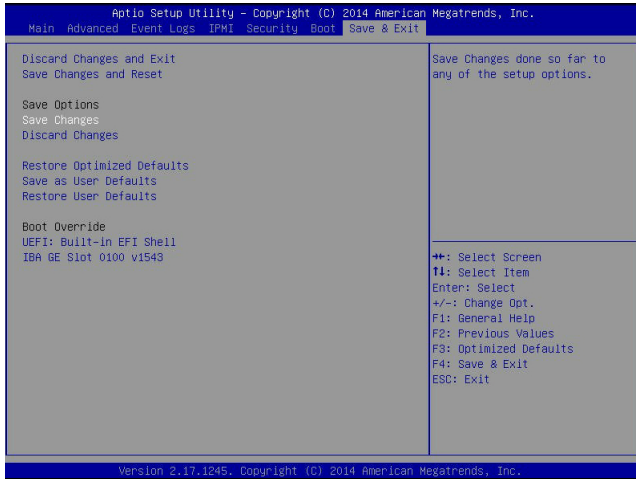 Aptio Setup Utility – Copyright (C) 2014 American Megatrends, Inc.
Main Advanced Event Logs IPMI Security Boot Save & Exit
Discard Changes and Exit
Save Changes and Reset
Save Options
Save Changes
Discard Changes
Restore Optimized Defaults
Save as User Defaults
Restore User Defaults
Boot Override
UEFI: Built-in EFI Shell
IBA GE Slot 0100 v1543
Save Changes done so far to
any of the setup options.
→←: Select Screen
↑↓: Select Item
Enter: Select
+/-: Change Opt.
F1: General Help
F2: Previous Values
F3: Optimized Defaults
F4: Save & Exit
ESC: Exit
Version 2.17.1245. Copyright (C) 2014 American Megatrends, Inc.